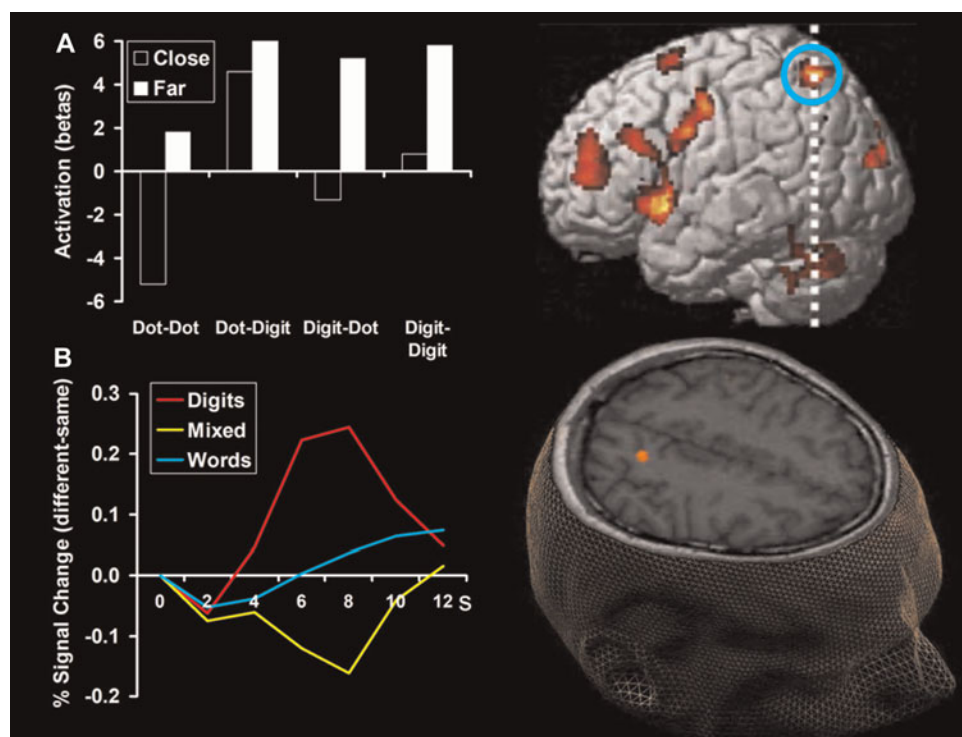 A
Activation (betas)
6
4
2
0
-2
-4
-6
Close
Far
Dot-Dot
Dot-Digit
Digit-Dot
Digit-
Digit
B
% Signal Change (different-same)
0.3
0.2
0.1
0.0
-0.1
-0.2
Digits
Mixed
Words
0
2
4
6
8
10
12 S